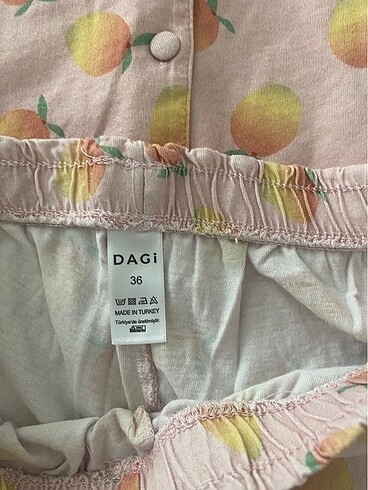 DAGi
36
MADE IN TURKEY
Türkiye'de üretilmiştir.